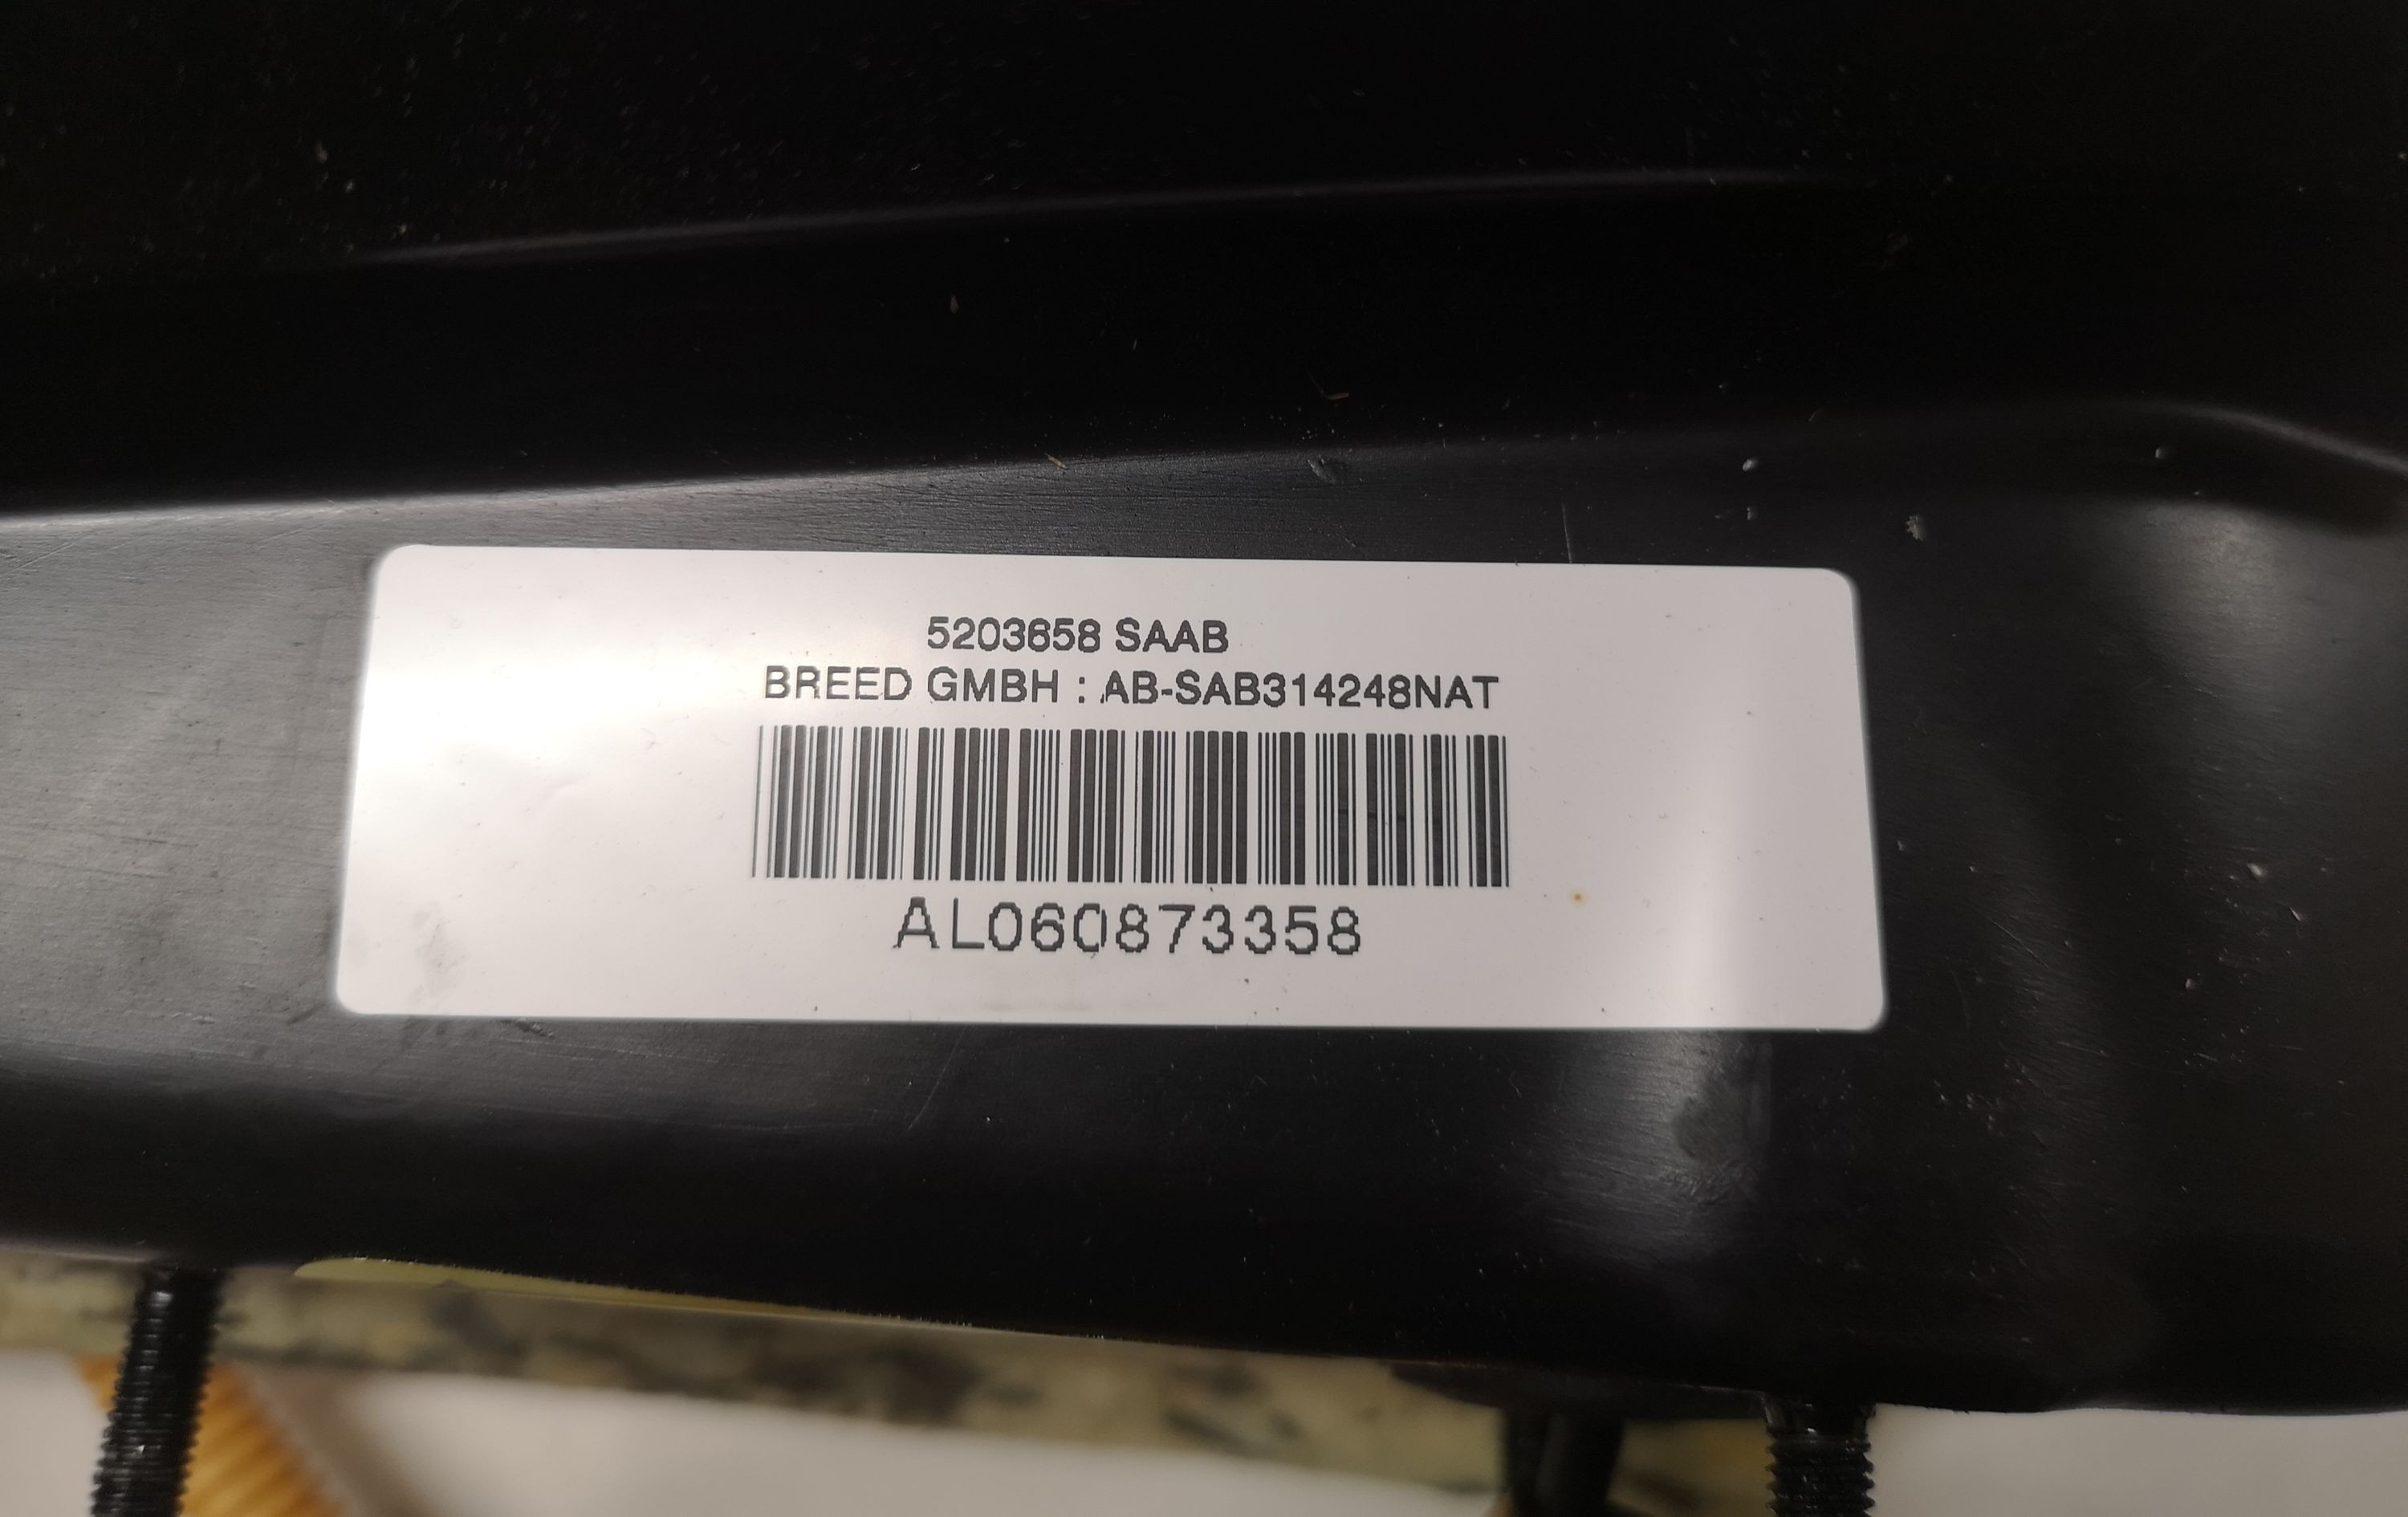 5203658 SAAB
BREED GMBH : AB-SAB314248NAT
AL060873358